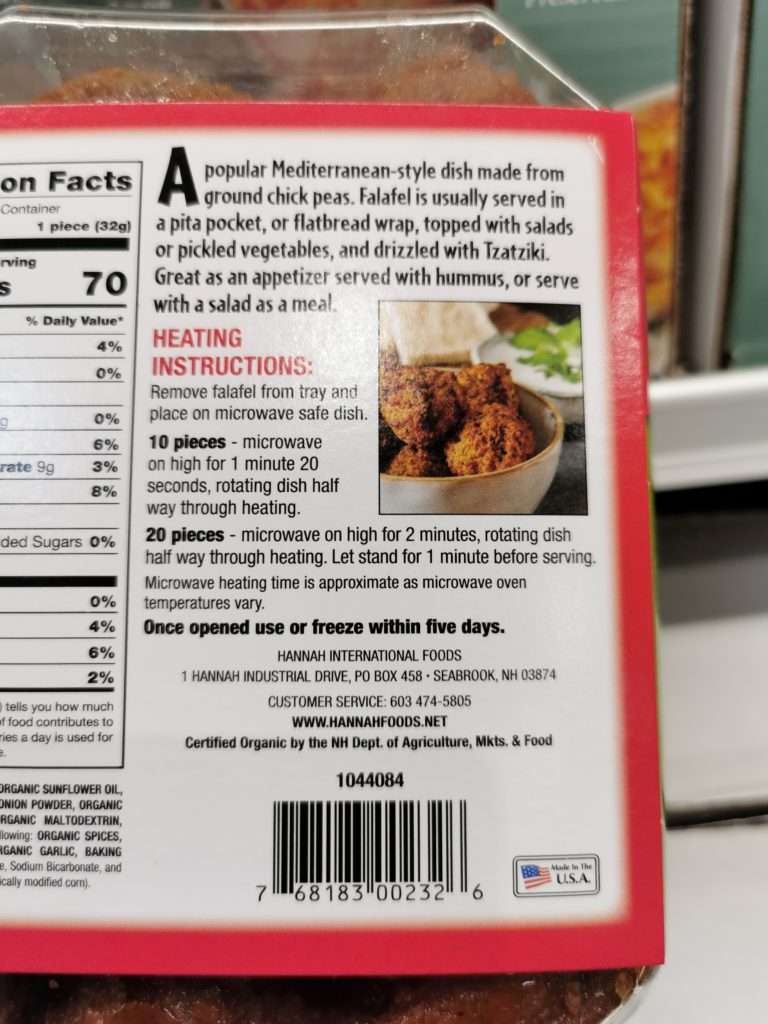 on Facts
Container
1 piece (32g)
rving
s 70
% Daily Value*
4%
0%
g 0%
6%
rate 9g 3%
8%
ded Sugars 0%
0%
4%
6%
2%
) tells you how much
of food contributes to
ries a day is used for
e.
ORGANIC SUNFLOWER OIL,
ONION POWDER, ORGANIC
RGANIC MALTODEXTRIN,
llowing: ORGANIC SPICES,
RGANIC GARLIC, BAKING
e, Sodium Bicarbonate, and
ically modified corn).
A popular Mediterranean-style dish made from
ground chick peas. Falafel is usually served in
a pita pocket, or flatbread wrap, topped with salads
or pickled vegetables, and drizzled with Tzatziki.
Great as an appetizer served with hummus, or serve
with a salad as a meal.
HEATING
INSTRUCTIONS:
Remove falafel from tray and
place on microwave safe dish.
10 pieces - microwave
on high for 1 minute 20
seconds, rotating dish half
way through heating.
20 pieces - microwave on high for 2 minutes, rotating dish
half way through heating. Let stand for 1 minute before serving.
Microwave heating time is approximate as microwave oven
temperatures vary.
Once opened use or freeze within five days.
HANNAH INTERNATIONAL FOODS
1 HANNAH INDUSTRIAL DRIVE, PO BOX 458 • SEABROOK, NH 03874
CUSTOMER SERVICE: 603 474-5805
WWW.HANNAHFOODS.NET
Certified Organic by the NH Dept. of Agriculture, Mkts. & Food
1044084
7 68183 00232 6
Made In The
U.S.A.